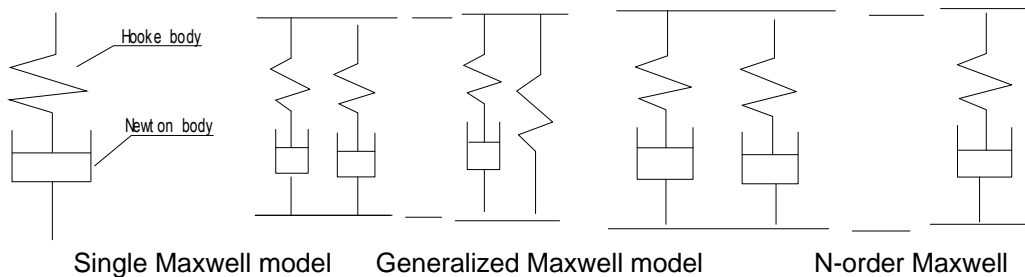 Hooke body
Newton body
Single Maxwell model Generalized Maxwell model N-order Maxwell